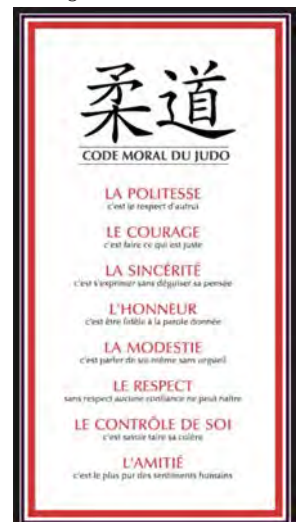 柔道
CODE MORAL DU JUDO
LA POLITESSE
c'est le respect d'autrui
LE COURAGE
c'est faire ce qui est juste
LA SINCÉRITÉ
c'est s'exprimer sans déguiser sa pensée
L'HONNEUR
c'est être fidèle à la parole donnée
LA MODESTIE
c'est parler de soi-même sans orgueil
LE RESPECT
sans respect aucune confiance ne peut naître
LE CONTRÔLE DE SOI
c'est savoir taire sa colère
L'AMITIÉ
c'est le plus pur des sentiments humains